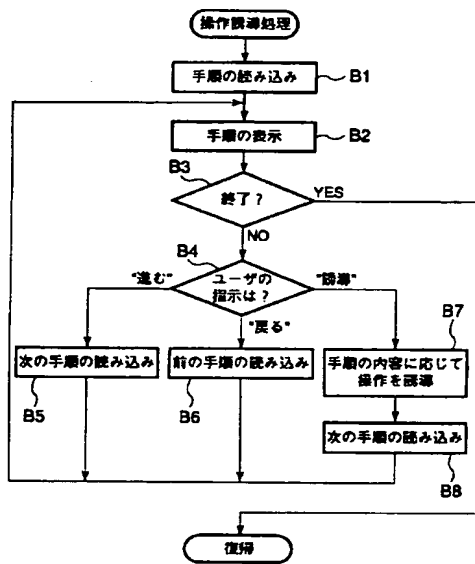 操作誘導処理
手順の読み込み
B1
手順の表示
B2
B3
終了？
YES
NO
B4
ユーザの
指示は？
"進む"
"戻る"
"誘導"
B7
次の手順の読み込み
前の手順の読み込み
手順の内容に応じて
操作を誘導
B5
B6
次の手順の読み込み
B8
復帰